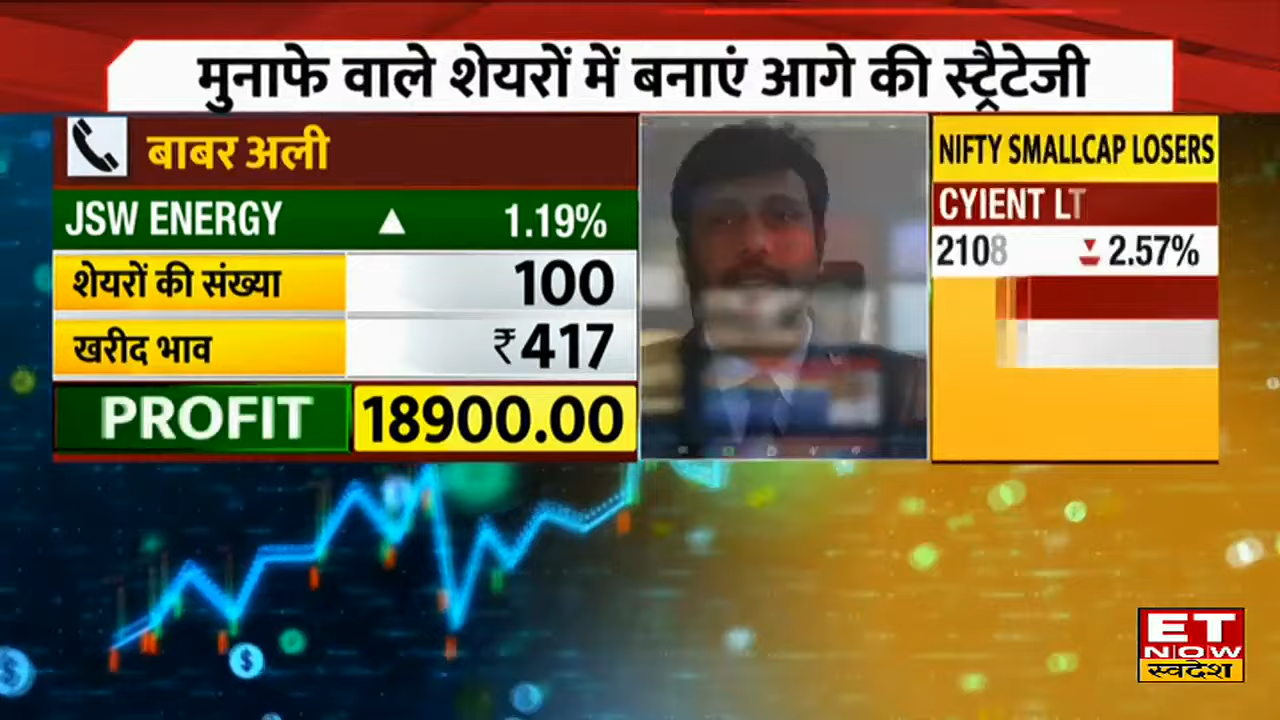 मुनाफे वाले शेयरों में बनाएं आगे की स्ट्रैटेजी
बाबर अली
JSW ENERGY ▲ 1.19%
शेयरों की संख्या 100
खरीद भाव ₹417
PROFIT 18900.00
NIFTY SMALLCAP LOSERS
CYIENT LT
2108 2.57%
ET
NOW
स्वदेश